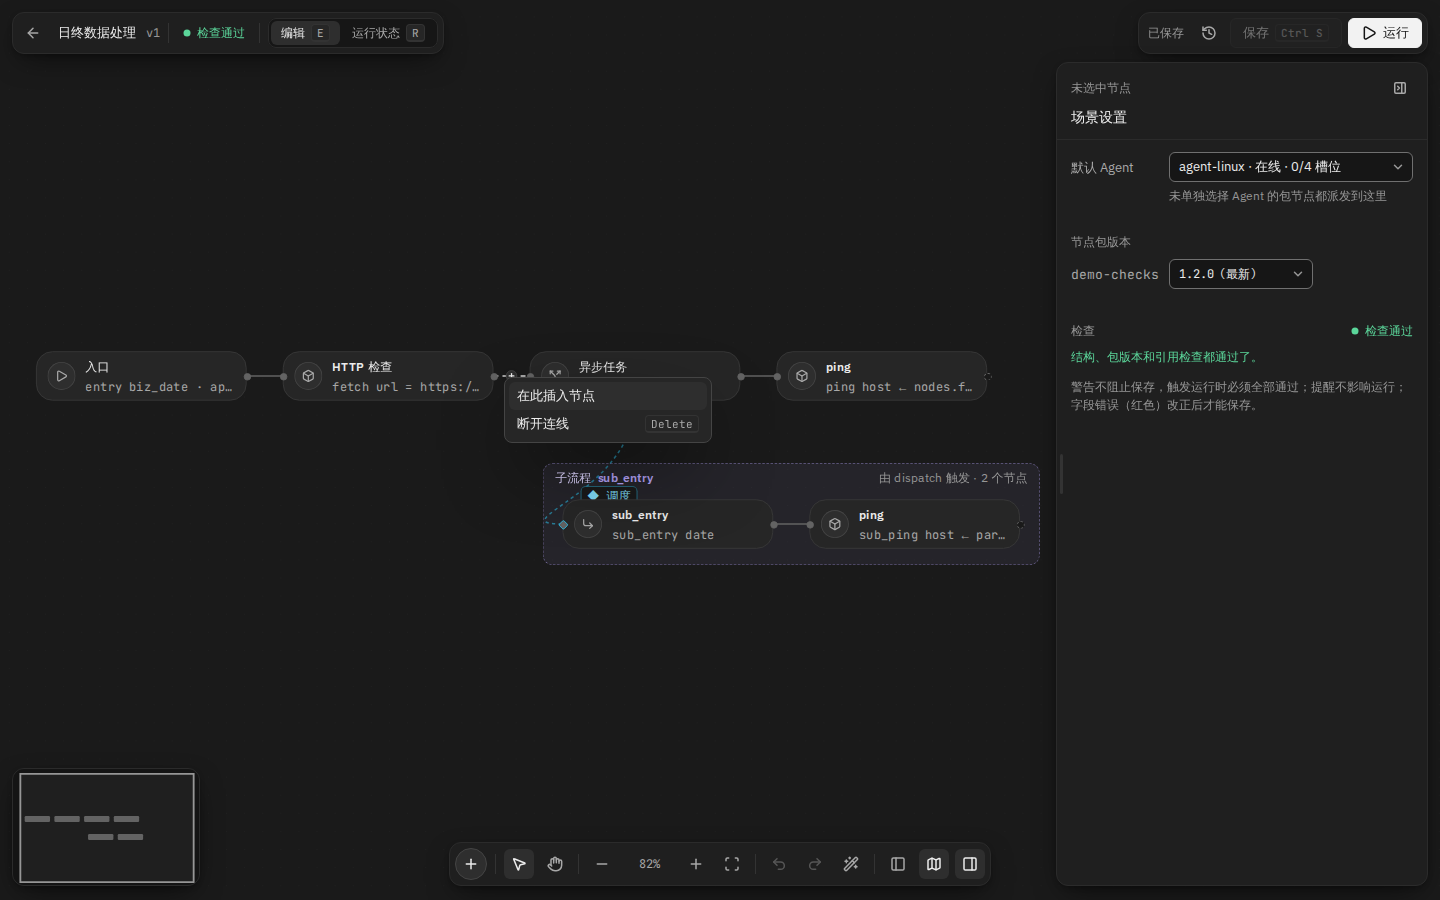 日终数据处理 v1 检查通过 编辑 E 运行状态 R
已保存 保存 Ctrl S 运行
未选中节点
场景设置
默认 Agent agent-linux · 在线 · 0/4 槽位
未单独选择 Agent 的包节点都派发到这里
节点包版本
demo-checks 1.2.0 (最新)
检查 检查通过
结构、包版本和引用检查都通过了。
警告不阻止保存，触发运行时必须全部通过；提醒不影响运行；
字段错误（红色）改正后才能保存。
入口
entry biz_date · ap…
HTTP 检查
fetch url = https:/…
异步任务
ping
ping host ← nodes.f…
在此插入节点
断开连线 Delete
子流程 sub_entry 由 dispatch 触发 · 2 个节点
调度
sub_entry
sub_entry date
ping
sub_ping host ← par…
82%